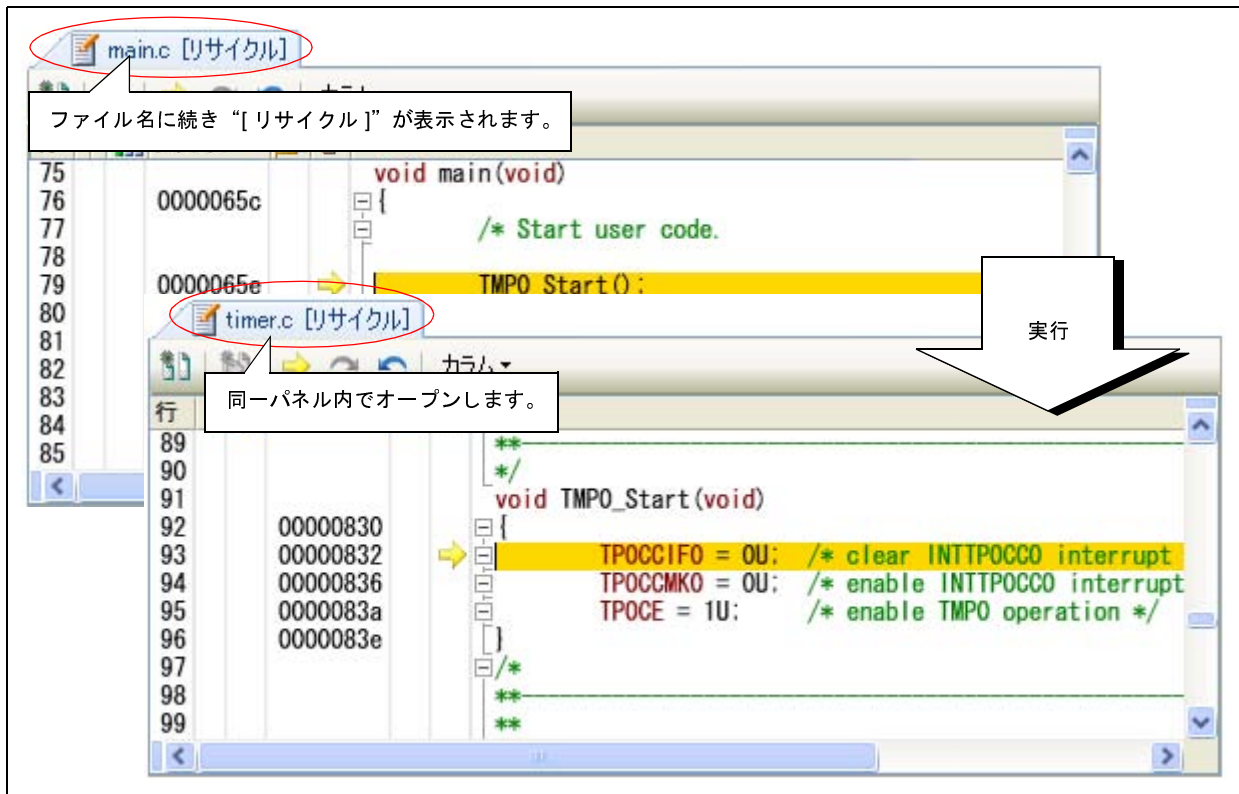 main.c [リサイクル]
ファイル名に続き“[ リサイクル ]”が表示されます。
75 void main(void)
76 0000065c {
77 /* Start user code.
78
79 0000065e TMP0_Start();
80
81
82
83
84
85
実行
timer.c [リサイクル]
カラム
同一パネル内でオープンします。
行
89 **
90 */
91 void TMP0_Start(void)
92 00000830 {
93 00000832 TP0CCIF0 = 0U; /* clear INTTP0CC0 interrupt
94 00000836 TP0CCMK0 = 0U; /* enable INTTP0CC0 interrupt
95 0000083a TP0CE = 1U; /* enable TMP0 operation */
96 0000083e }
97 /*
98 **
99 **